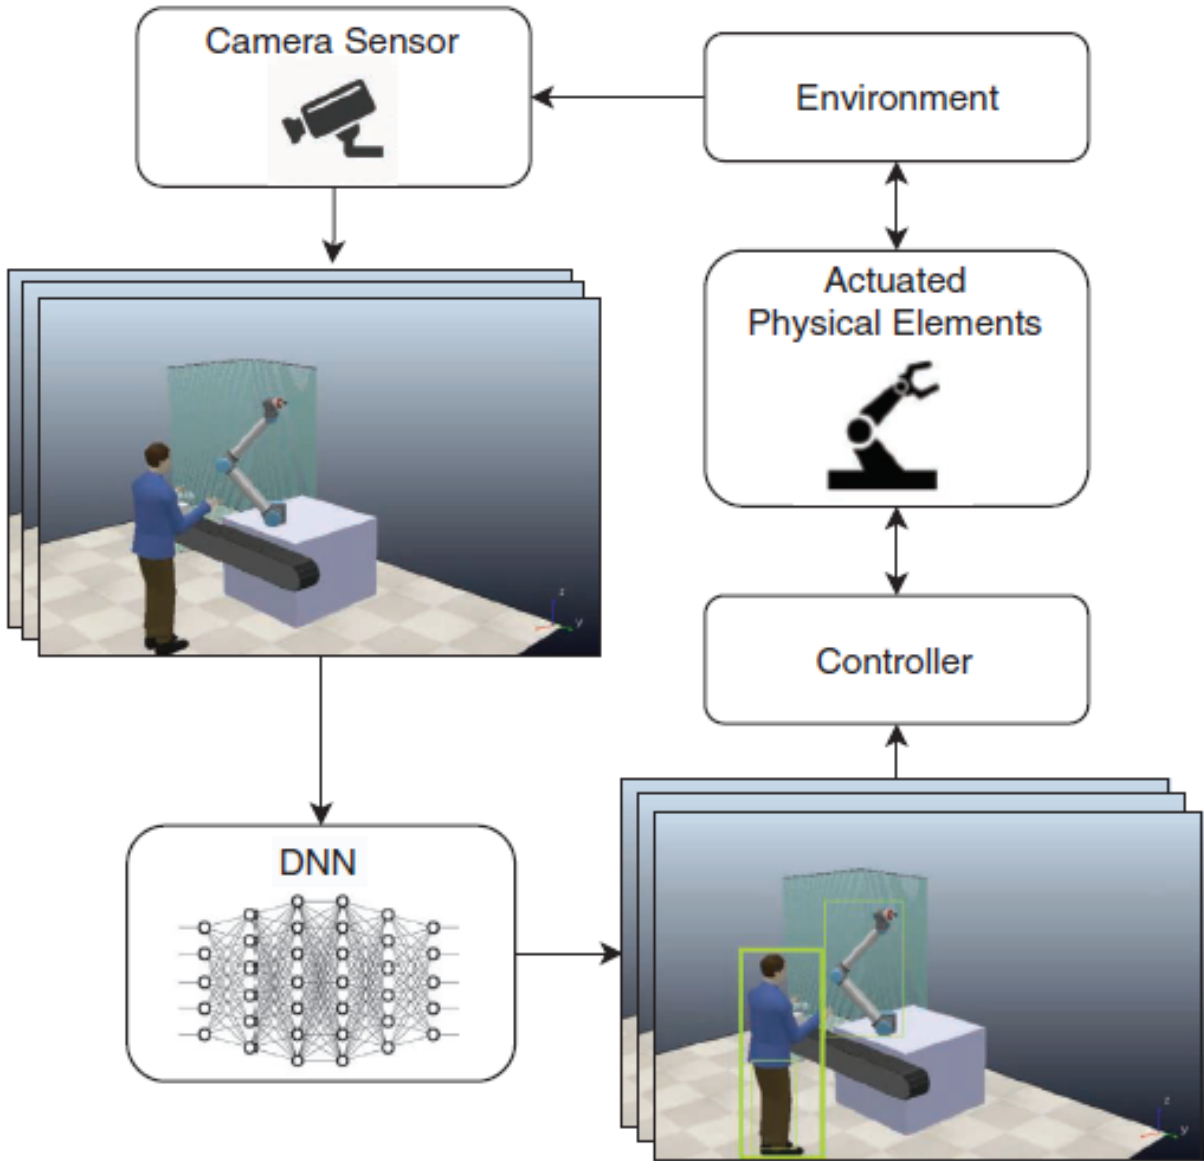 Camera Sensor
Environment
Actuated
Physical Elements
z
y
Controller
DNN
z
y